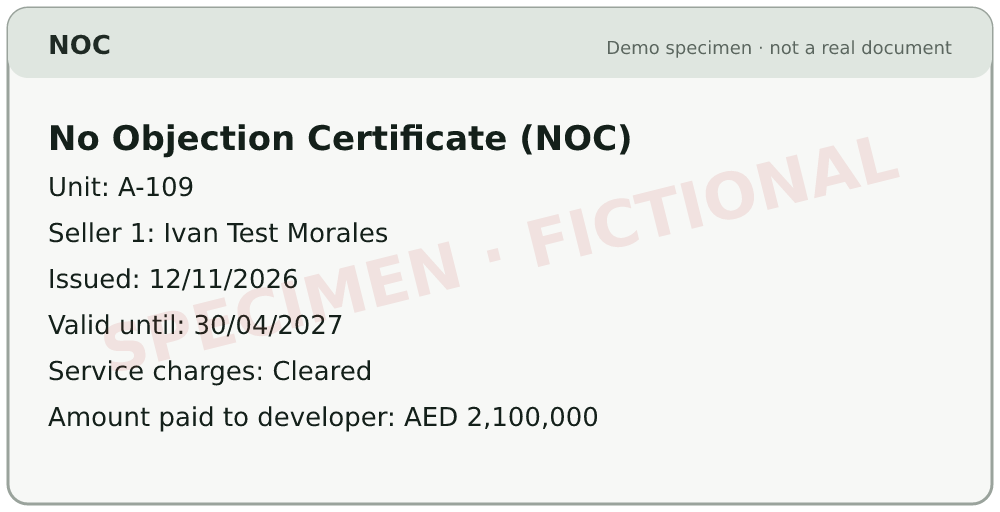 NOC
Demo specimen · not a real document
No Objection Certificate (NOC)
Unit: A-109
Seller 1: Ivan Test Morales
Issued: 12/11/2026
Valid until: 30/04/2027
Service charges: Cleared
Amount paid to developer: AED 2,100,000
SPECIMEN · FICTIONAL